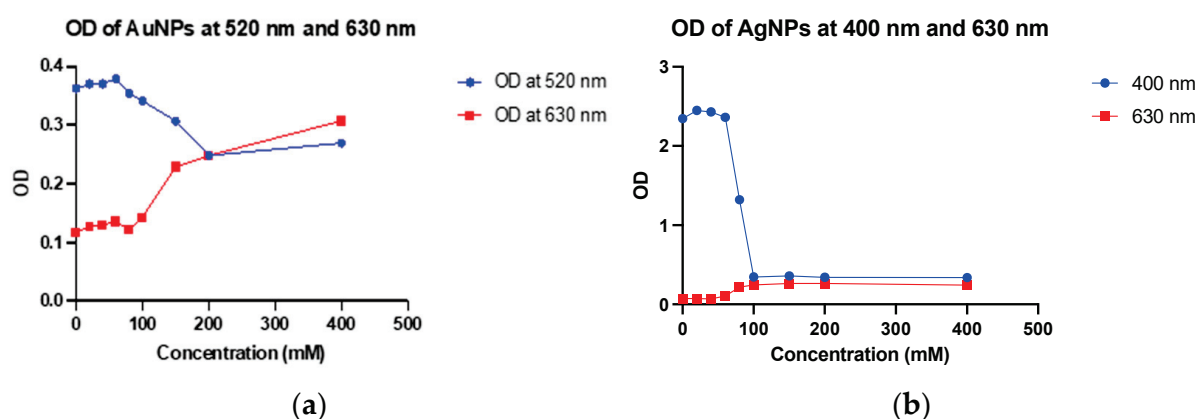 OD of AuNPs at 520 nm and 630 nm
0.4
0.3
0.2
0.1
0.0
OD
0
100
200
300
400
500
Concentration (mM)
OD at 520 nm
OD at 630 nm
(a)
OD of AgNPs at 400 nm and 630 nm
3
2
1
0
OD
0
100
200
300
400
500
Concentration (mM)
400 nm
630 nm
(b)